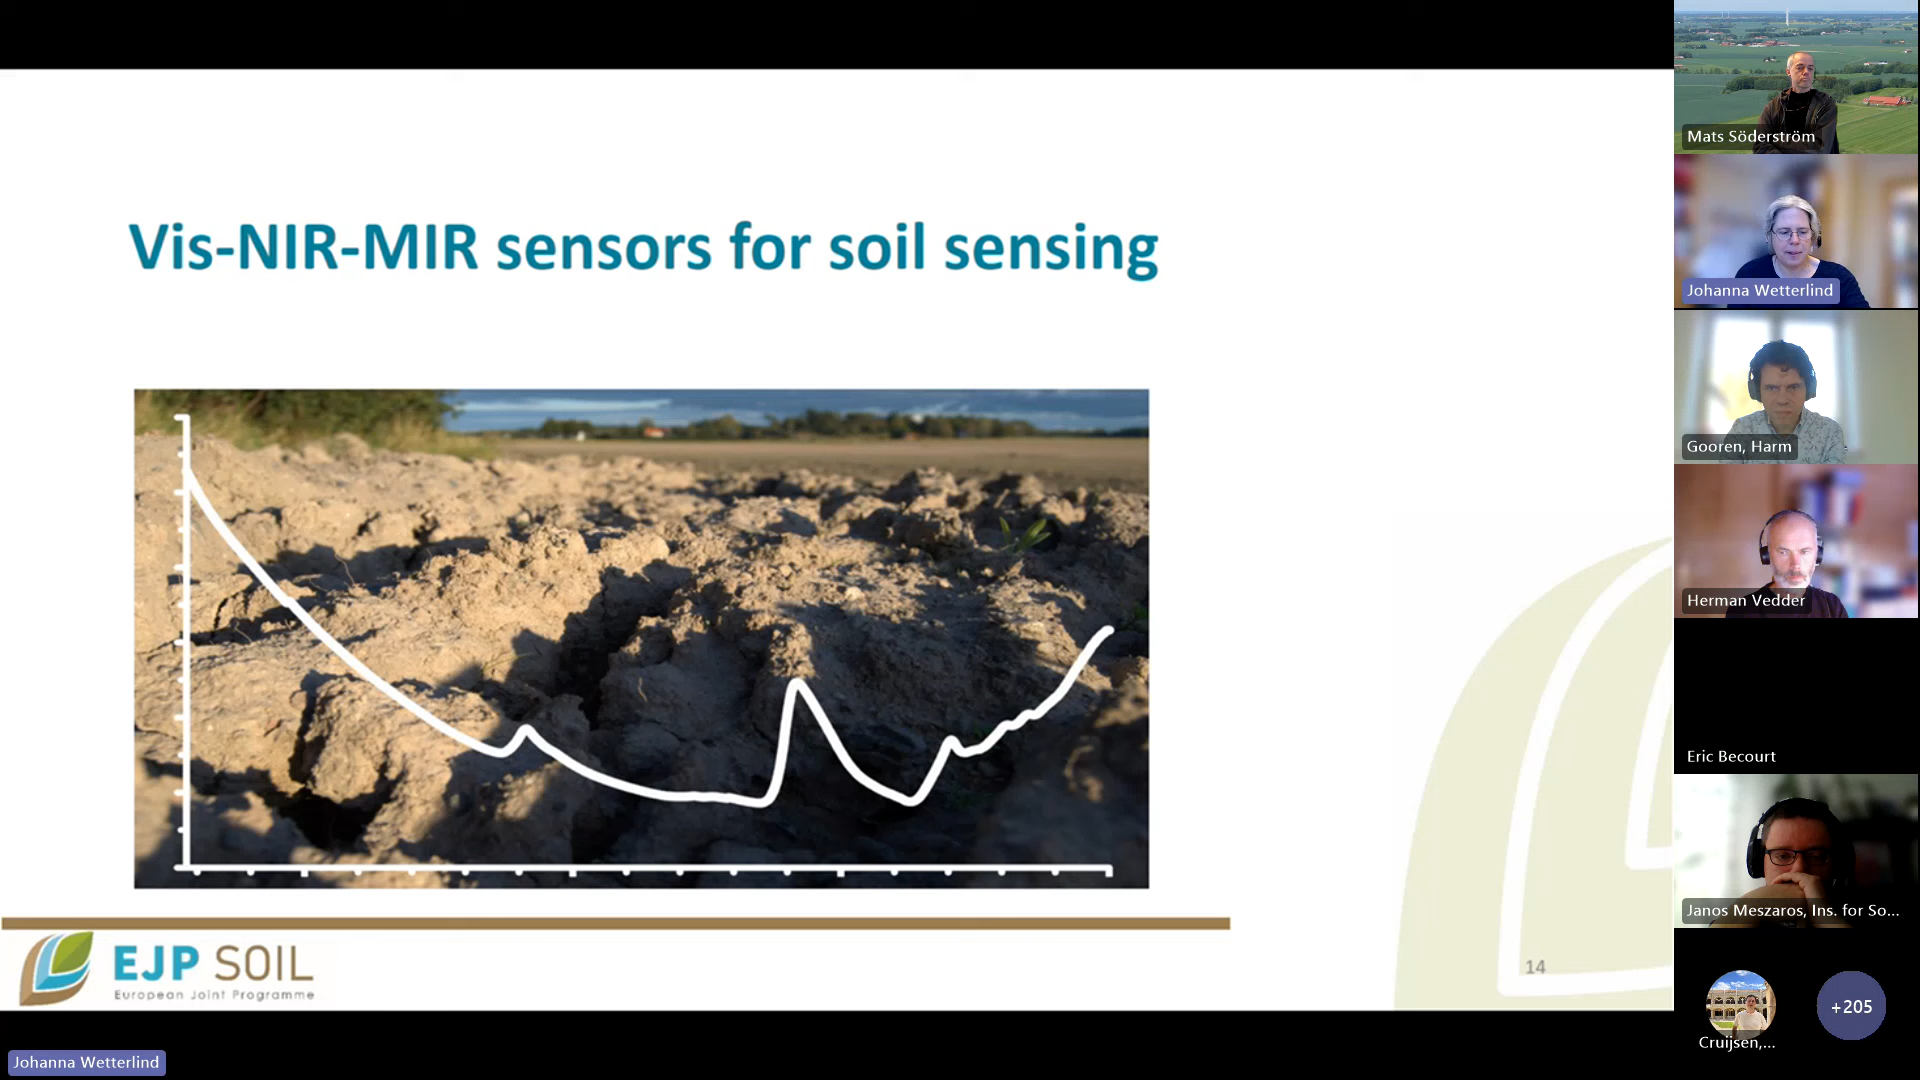 Vis-NIR-MIR sensors for soil sensing
EJP SOIL
European Joint Programme
14
Johanna Wetterlind
Mats Söderström
Johanna Wetterlind
Gooren, Harm
Herman Vedder
Eric Becourt
Janos Meszaros, Ins. for So...
Cruijsen,...
+205